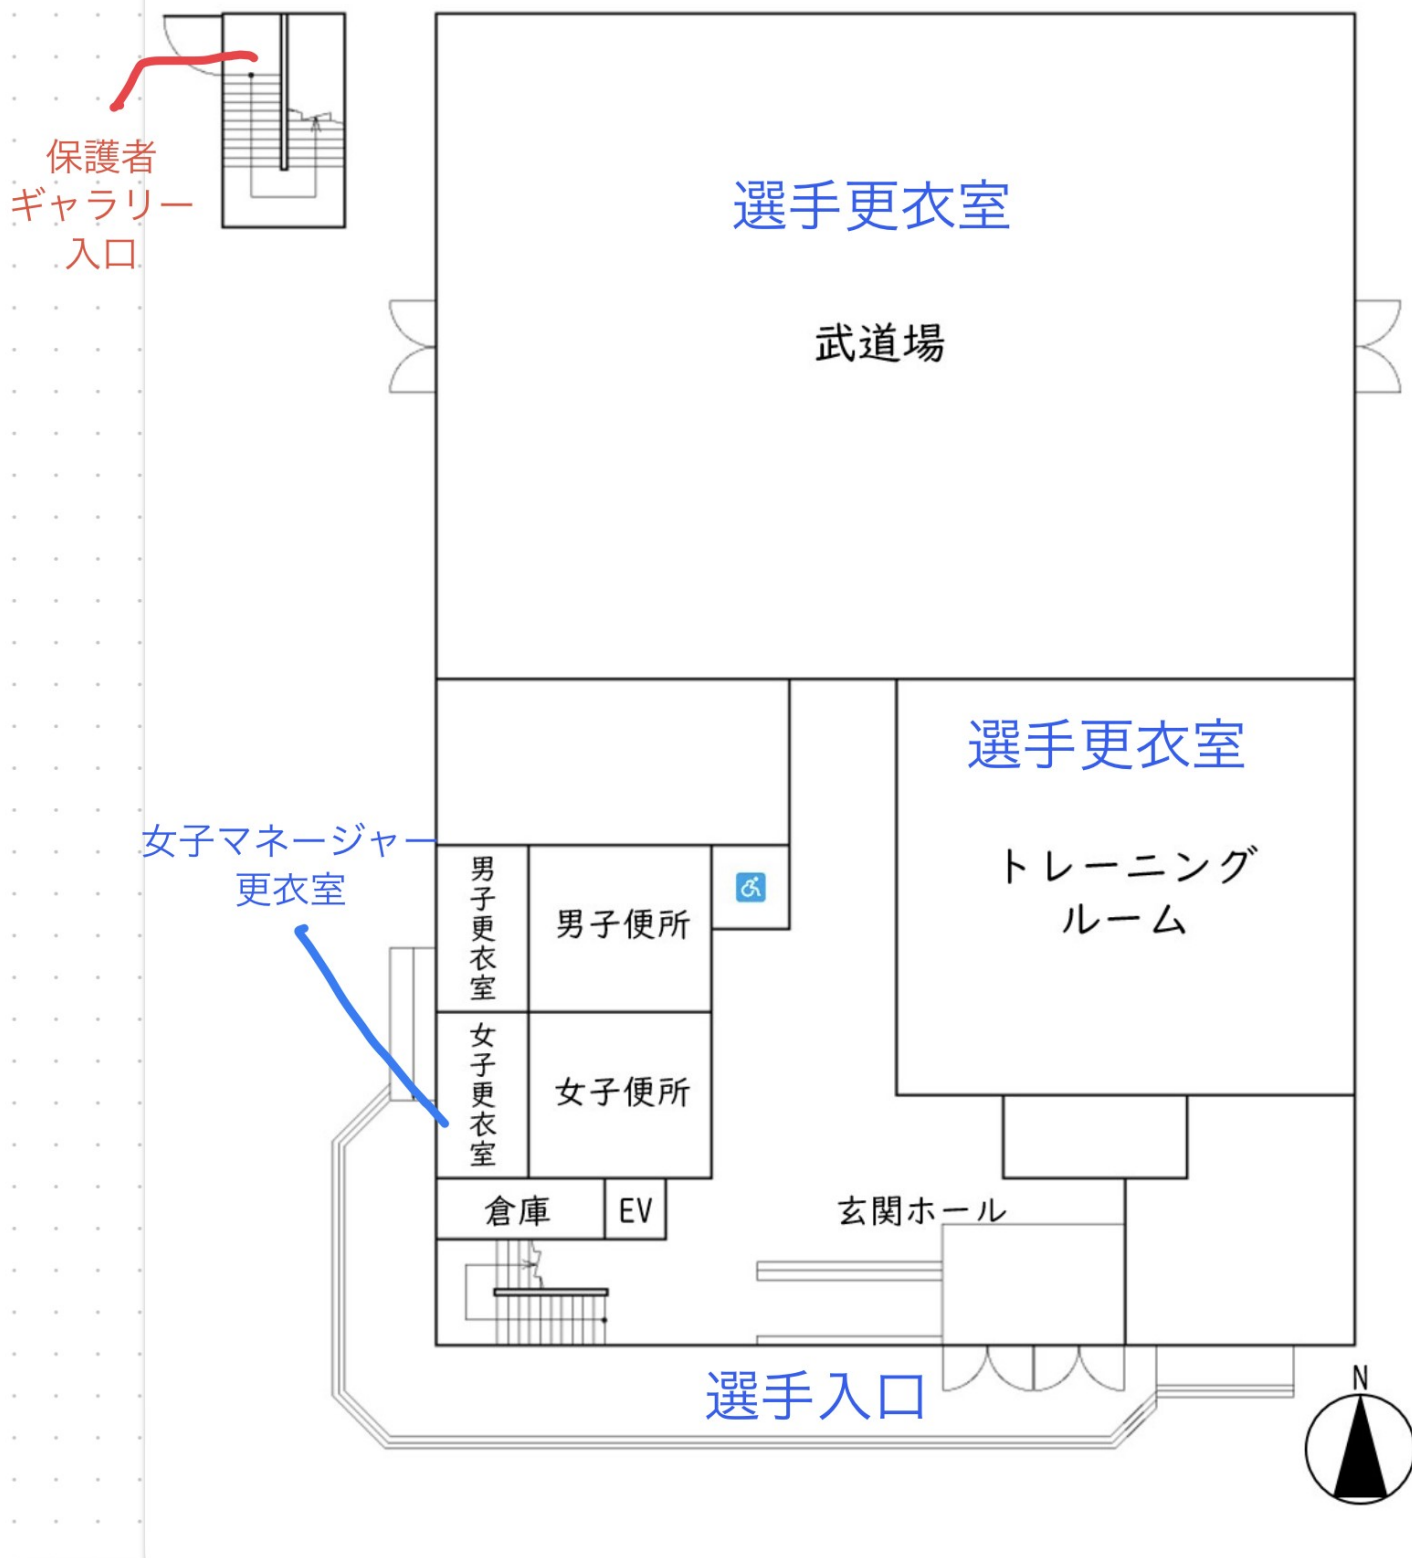 保護者
ギャラリー
入口
選手更衣室
武道場
選手更衣室
トレーニング
ルーム
女子マネージャー
更衣室
男子更衣室
男子便所
女子更衣室
女子便所
倉庫
EV
玄関ホール
選手入口
N